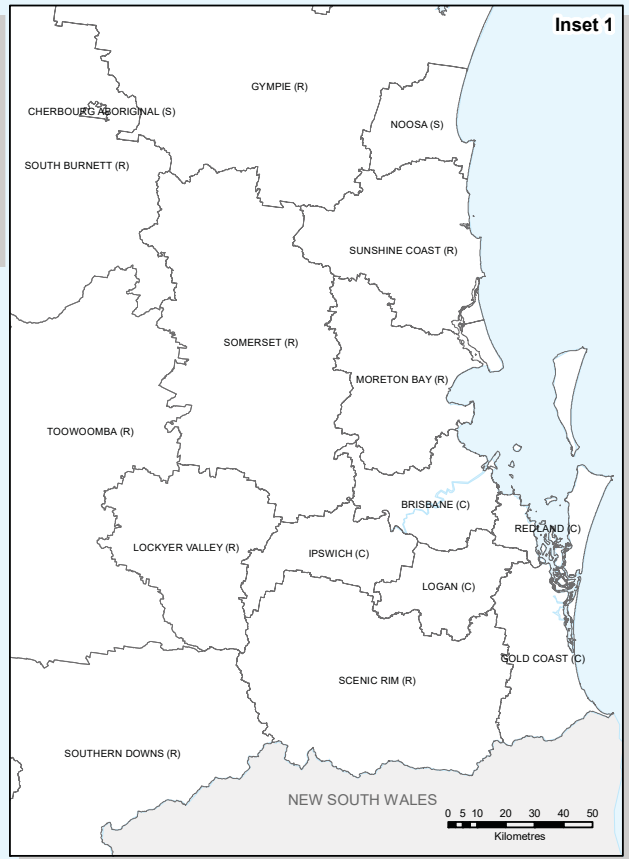 Inset 1
GYMPIE (R)
CHERBOURG ABORIGINAL (S)
NOOSA (S)
SOUTH BURNETT (R)
SUNSHINE COAST (R)
SOMERSET (R)
MORETON BAY (R)
TOOWOOMBA (R)
BRISBANE (C)
REDLAND (C)
LOCKYER VALLEY (R)
IPSWICH (C)
LOGAN (C)
GOLD COAST (C)
SCENIC RIM (R)
SOUTHERN DOWNS (R)
NEW SOUTH WALES
0 5 10 20 30 40 50
Kilometres